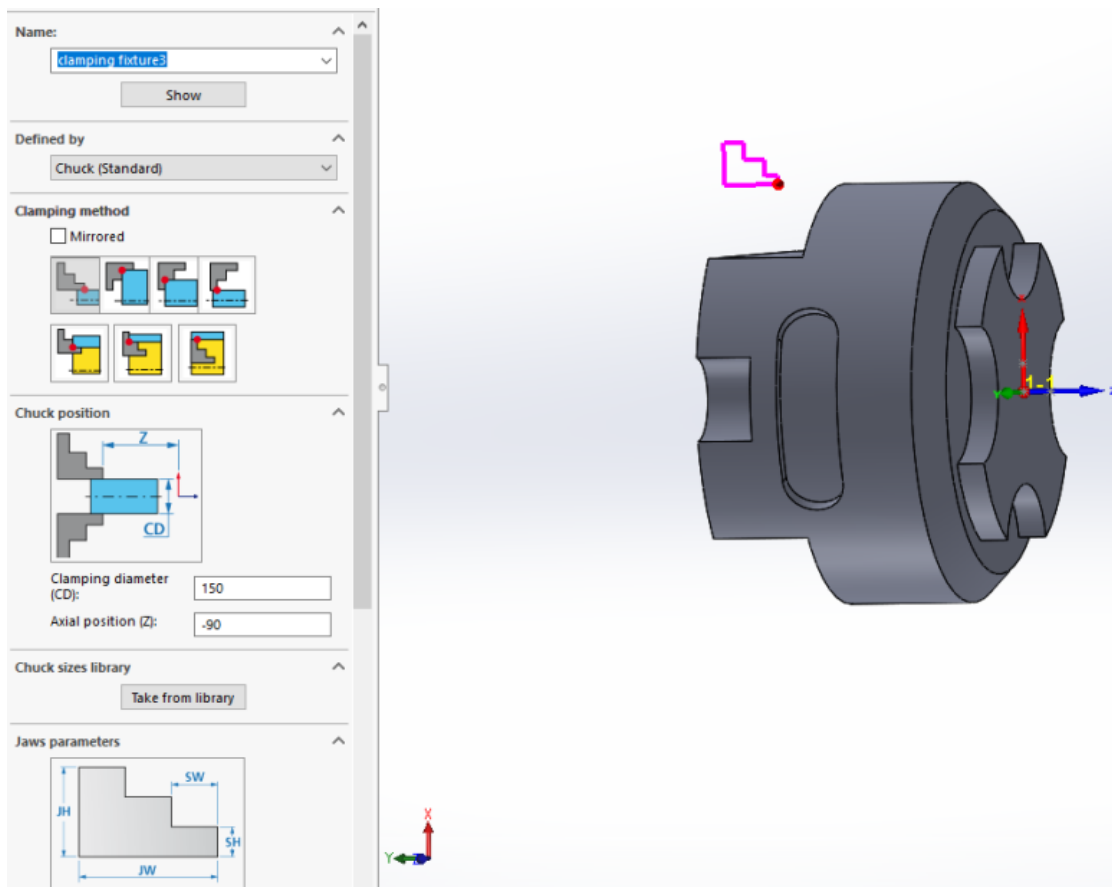 Name:
clamping fixture3
Show
Defined by
Chuck (Standard)
Clamping method
Mirrored
Chuck position
Z
CD
Clamping diameter
(CD):
150
Axial position (Z):
-90
Chuck sizes library
Take from library
Jaws parameters
SW
JH
SH
JW
1-1
Y
Z
X
Y
Z